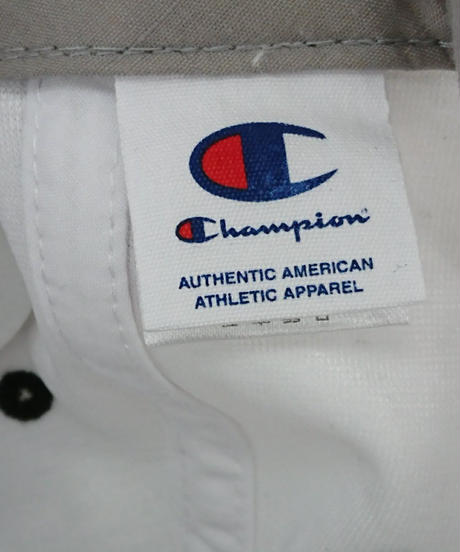 Champion
AUTHENTIC AMERICAN
ATHLETIC APPAREL